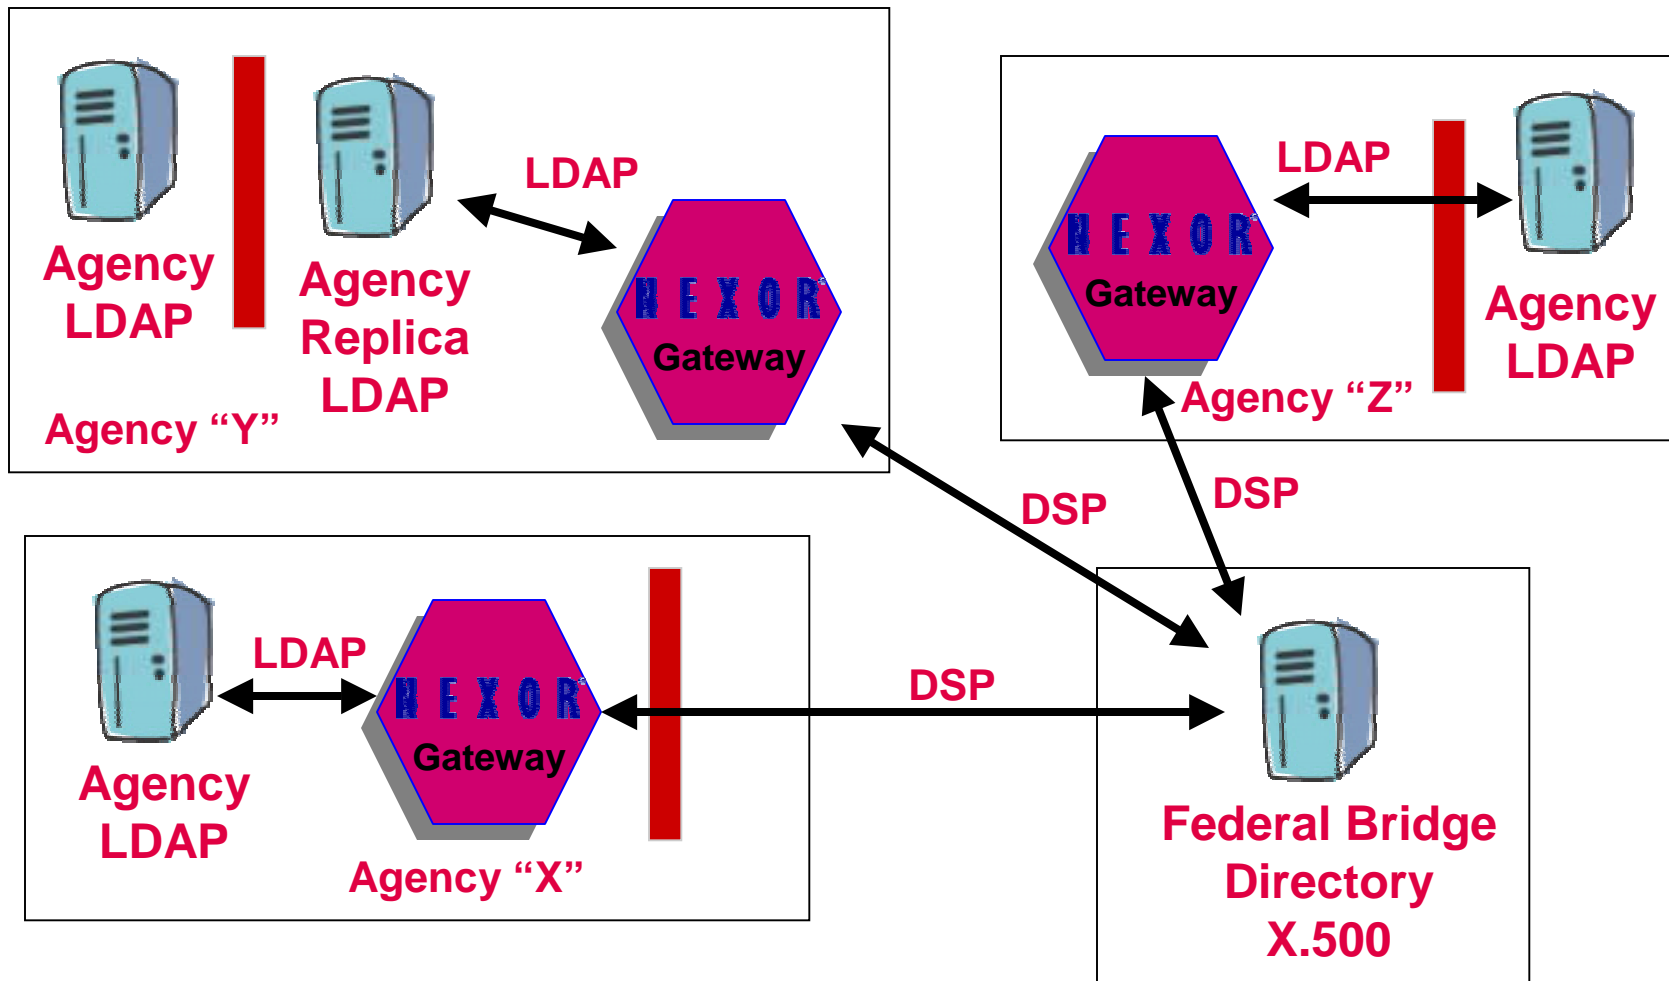 Agency
LDAP
Agency
Replica
LDAP
LDAP
NEXOR
Gateway
Agency “Y”
NEXOR
Gateway
LDAP
Agency
LDAP
Agency “Z”
DSP
DSP
Agency
LDAP
LDAP
NEXOR
Gateway
Agency “X”
DSP
Federal Bridge
Directory
X.500